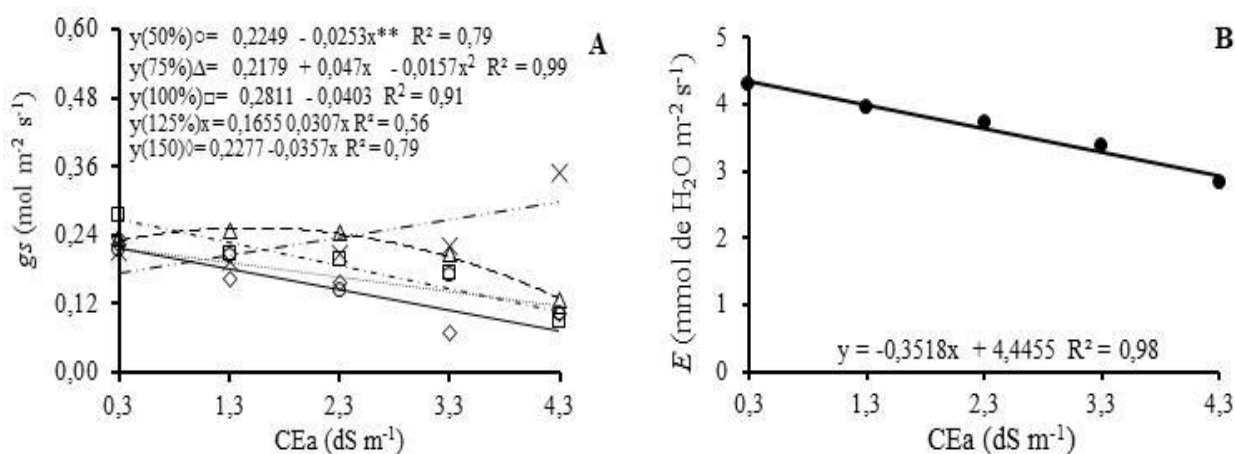 0,60
0,48
0,36
0,24
0,12
0,00
gs (mol m⁻² s⁻¹)
y(50%)○= 0,2249 - 0,0253x** R² = 0,79
y(75%)Δ= 0,2179 + 0,047x - 0,0157x² R² = 0,99
y(100%)□= 0,2811 - 0,0403 R² = 0,91
y(125%)x = 0,1655 0,0307x R² = 0,56
y(150)◊= 0,2277 -0,0357x R² = 0,79
A
0,3 1,3 2,3 3,3 4,3
CEa (dS m⁻¹)
B
5
4
3
2
1
0
E (mmol de H₂O m⁻² s⁻¹)
y = -0,3518x + 4,4455 R² = 0,98
0,3 1,3 2,3 3,3 4,3
CEa (dS m⁻¹)